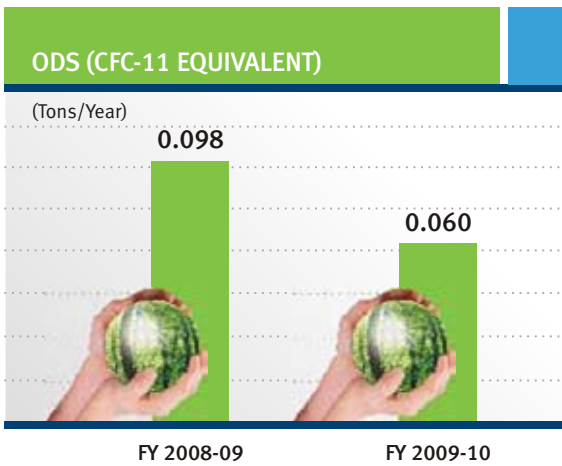 ODS (CFC-11 EQUIVALENT)
(Tons/Year)
0.098
0.060
FY 2008-09
FY 2009-10